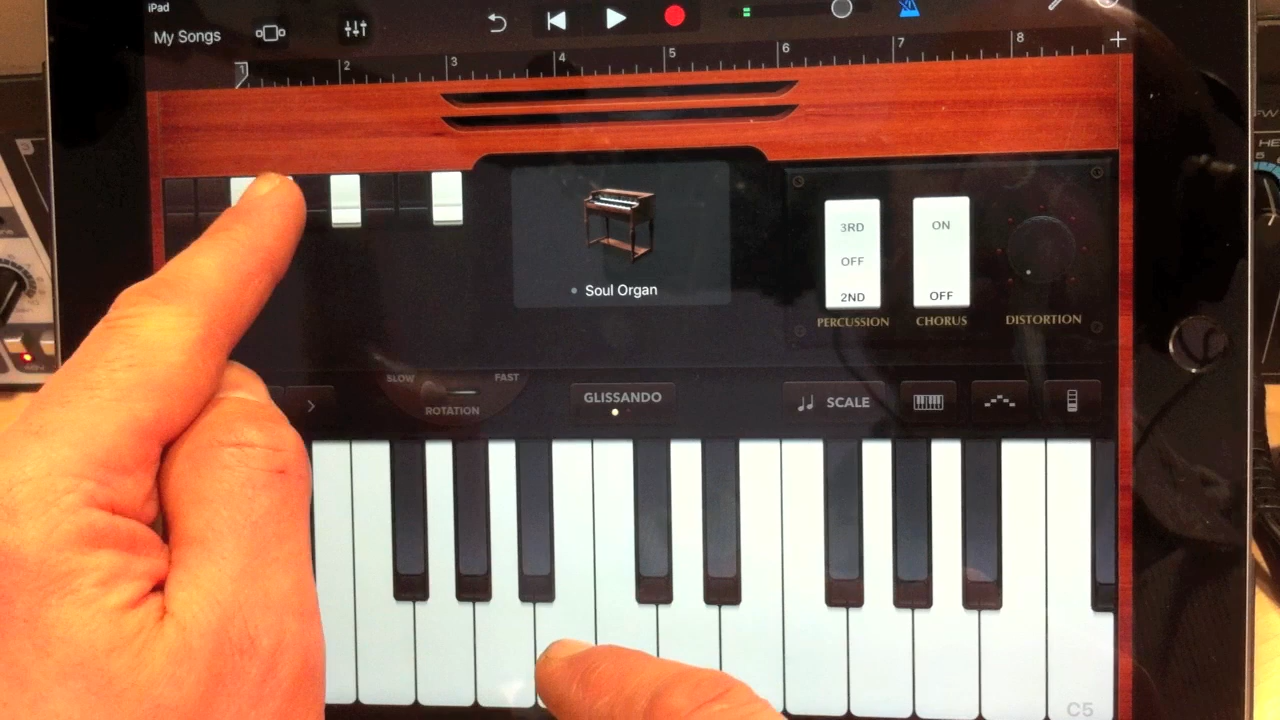 iPad
My Songs
1 2 3 4 5 6 7 8 +
Soul Organ
3RD
OFF
2ND
PERCUSSION
ON
OFF
CHORUS
DISTORTION
SLOW
FAST
ROTATION
GLISSANDO
SCALE
C5